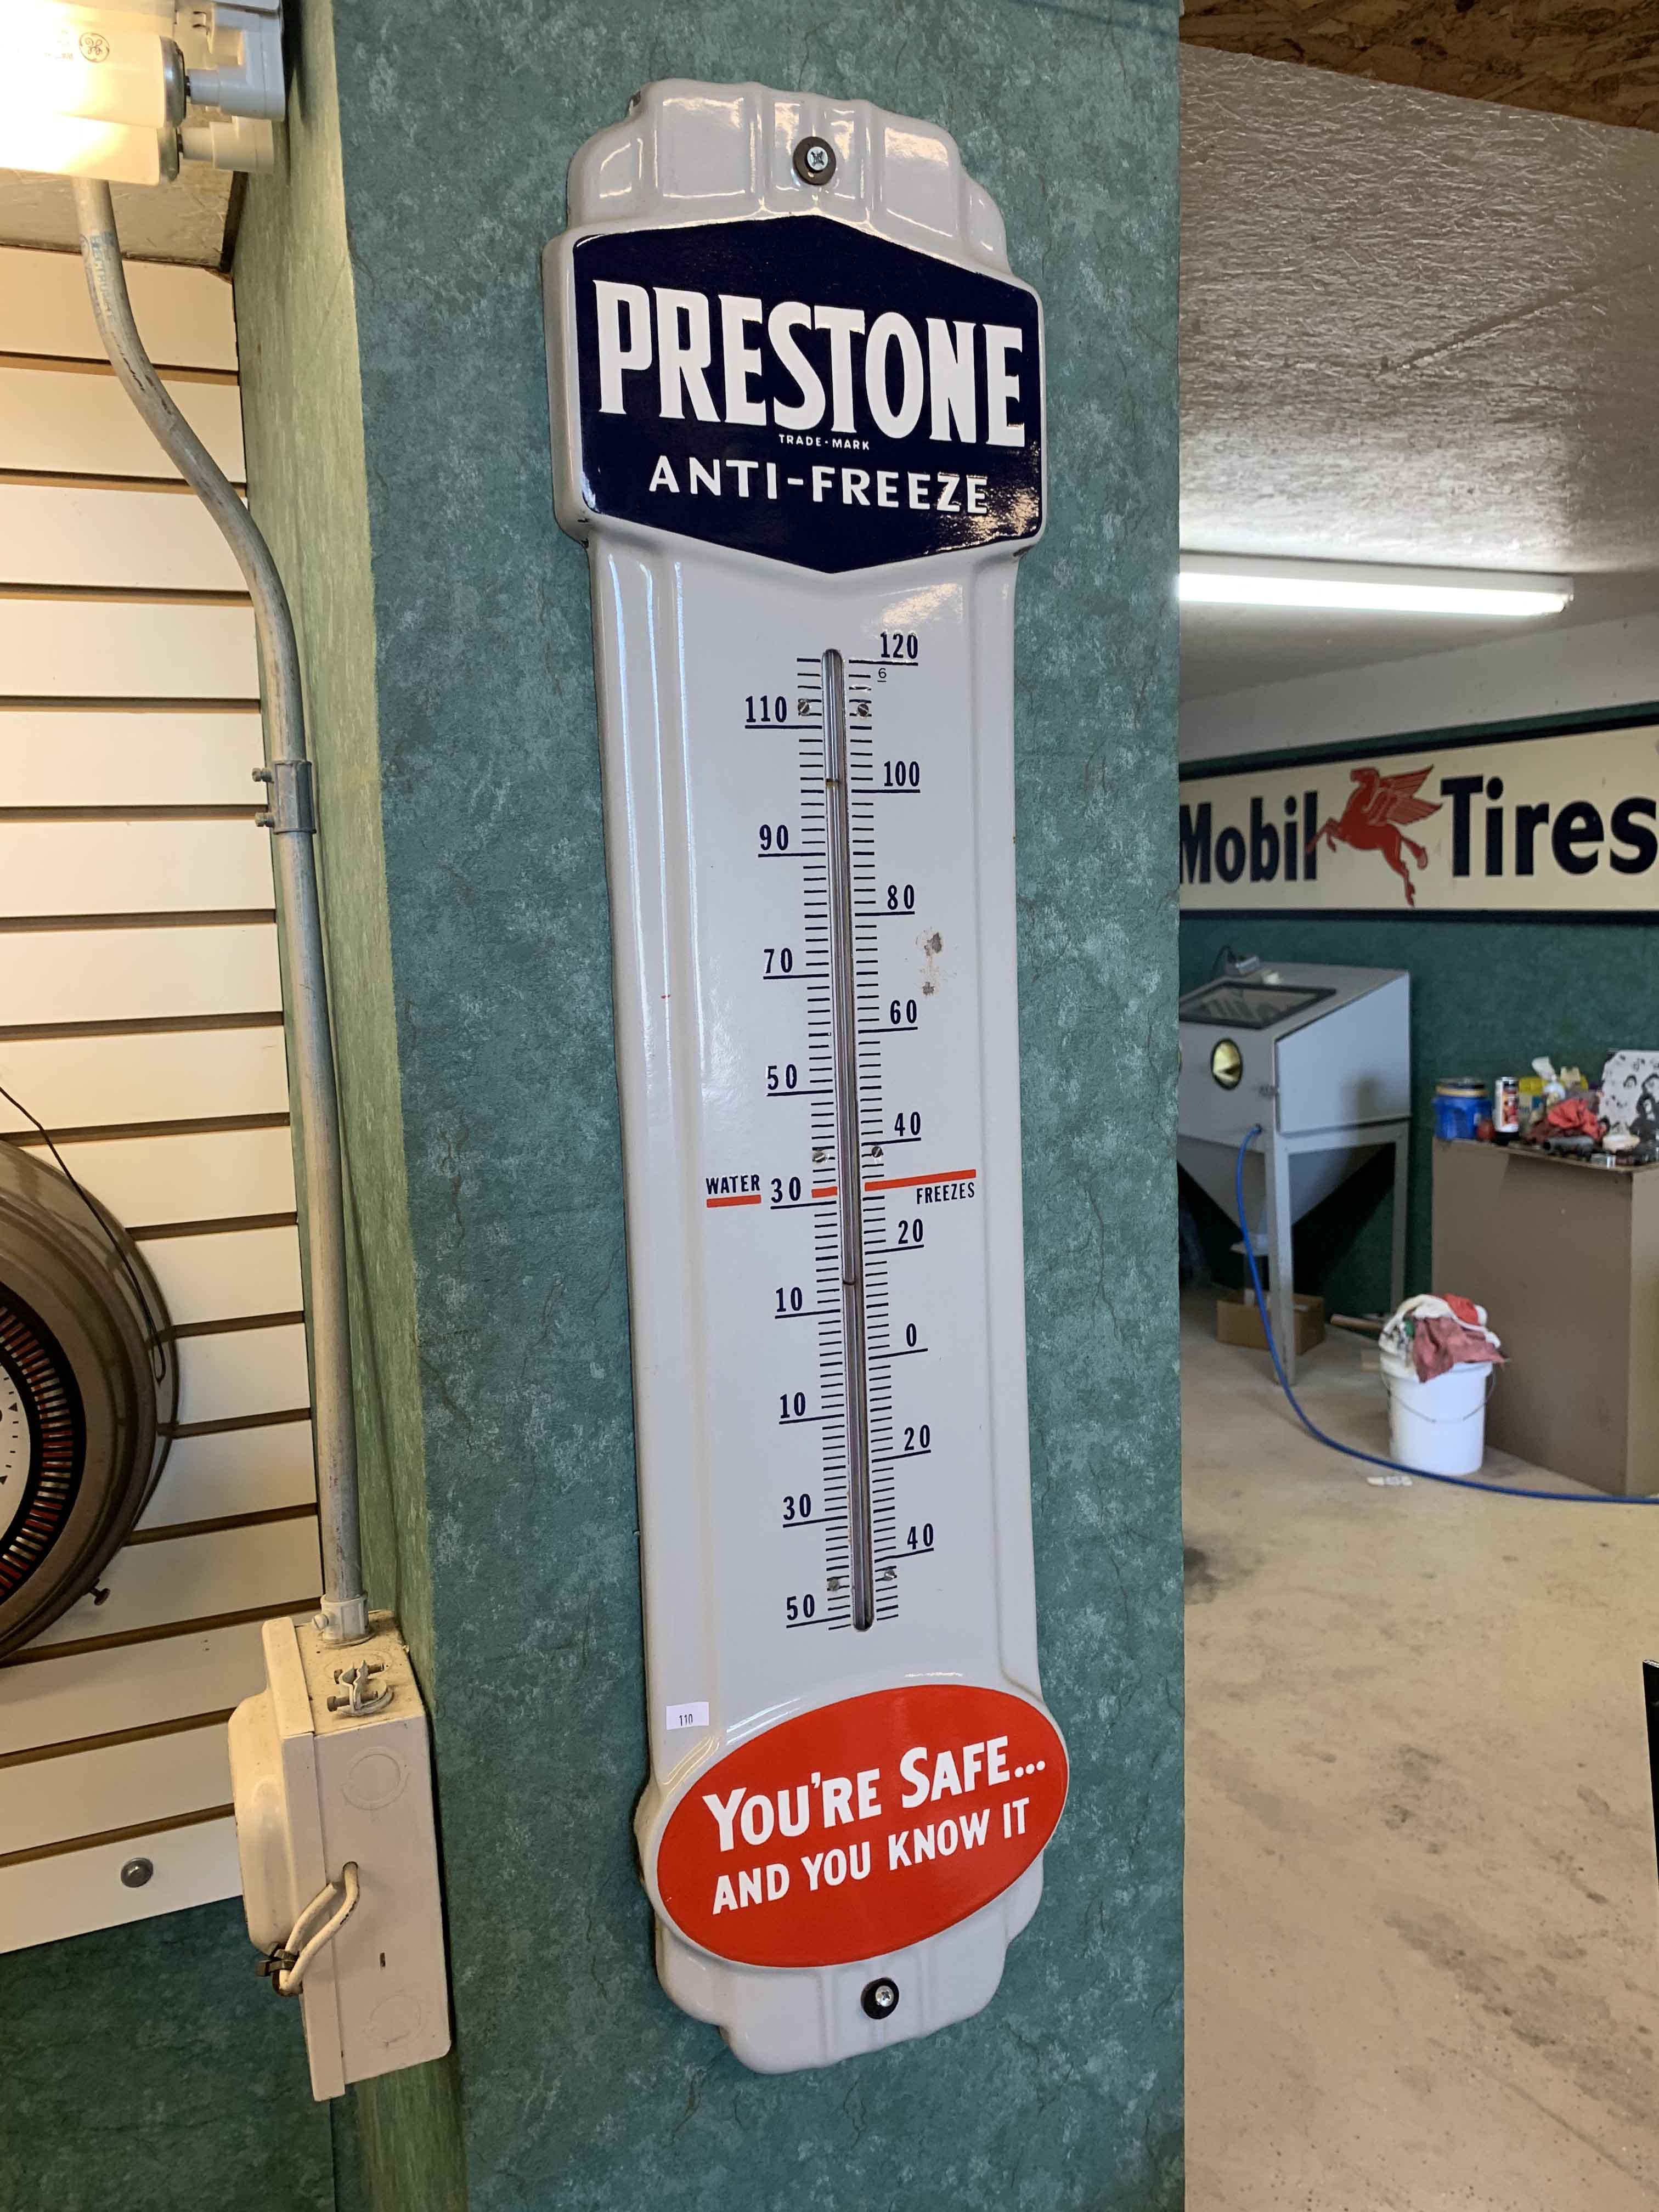 PRESTONE
TRADE-MARK
ANTI-FREEZE
120
6
110
100
90
80
70
60
50
40
WATER 30 FREEZES
20
10
0
10
20
30
40
50
110
YOU'RE SAFE...
AND YOU KNOW IT
Mobil Tires